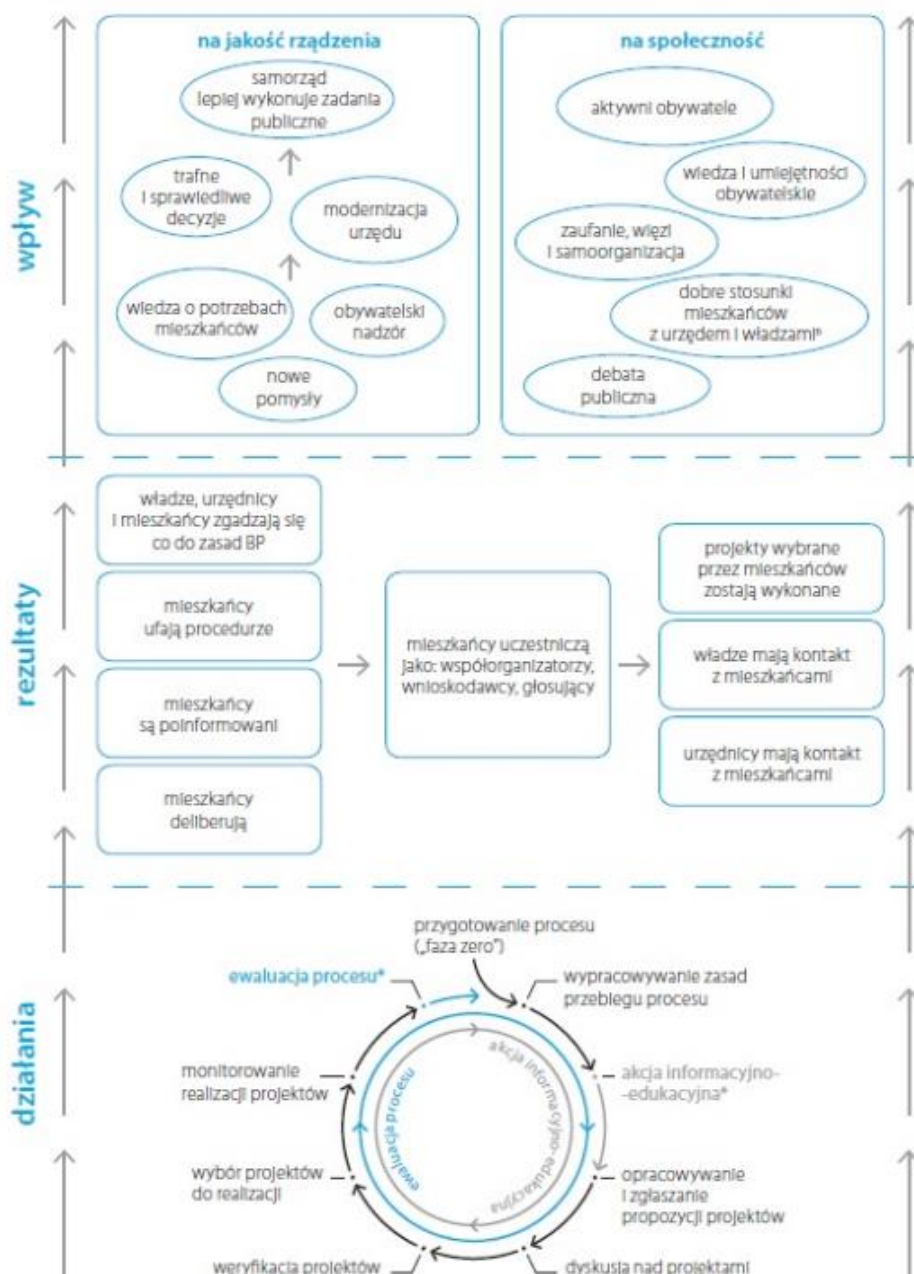 wpływ
na jakość rządzenia
samorząd
lepiej wykonuje zadania
publiczne
trafne
i sprawiedliwe
decyzje
modernizacja
urzędu
wiedza o potrzebach
mieszkańców
obywatelski
nadzór
nowe
pomysły
na społeczność
aktywni obywatele
wiedza i umiejętności
obywatelskie
zaufanie, więzi
i samoorganizacja
dobre stosunki
mieszkańców
z urzędem i władzami*
debata
publiczna
rezultaty
władze, urzędnicy
i mieszkańcy zgadzają się
co do zasad BP
mieszkańcy
ufają procedurze
mieszkańcy
są poinformowani
mieszkańcy
deliberują
mieszkańcy uczestniczą
jako: współorganizatorzy,
wnioskodawcy, głosujący
projekty wybrane
przez mieszkańców
zostają wykonane
władze mają kontakt
z mieszkańcami
urzędnicy mają kontakt
z mieszkańcami
działania
przygotowanie procesu
(„faza zero”)
wypracowywanie zasad
przebiegu procesu
akcja informacyjno-
-edukacyjna*
opracowywanie
i zgłaszanie
propozycji projektów
dyskusja nad projektami
weryfikacja projektów
wybór projektów
do realizacji
monitorowanie
realizacji projektów
ewaluacja procesu*
ewaluacja procesu
akcja informacyjno-edukacyjna